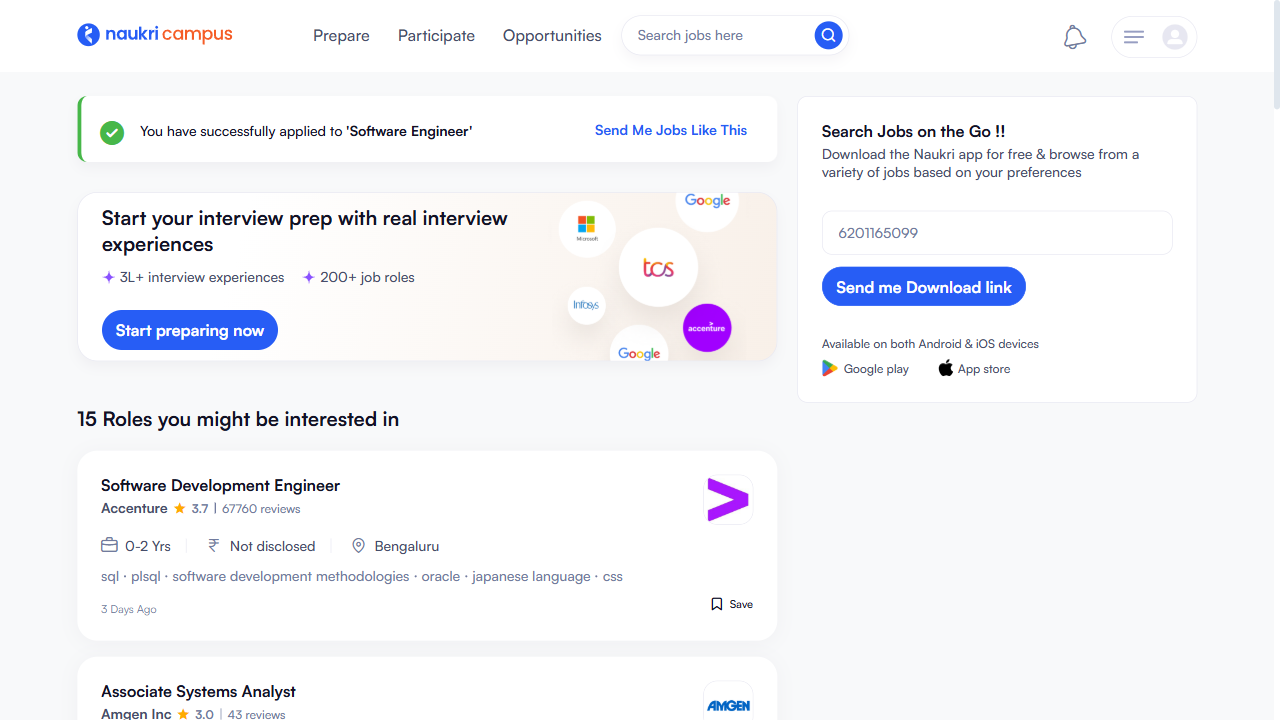 naukri campus
Prepare
Participate
Opportunities
Search jobs here
You have successfully applied to 'Software Engineer'
Send Me Jobs Like This
Start your interview prep with real interview
experiences
3L+ interview experiences
200+ job roles
Start preparing now
Google
Microsoft
tcs
Infosys
accenture
Google
Search Jobs on the Go !!
Download the Naukri app for free & browse from a
variety of jobs based on your preferences
6201165099
Send me Download link
Available on both Android & iOS devices
Google play
App store
15 Roles you might be interested in
Software Development Engineer
Accenture 3.7 | 67760 reviews
0-2 Yrs
₹ Not disclosed
Bengaluru
sql · plsql · software development methodologies · oracle · japanese language · css
3 Days Ago
Save
Associate Systems Analyst
Amgen Inc 3.0 | 43 reviews
AMGEN